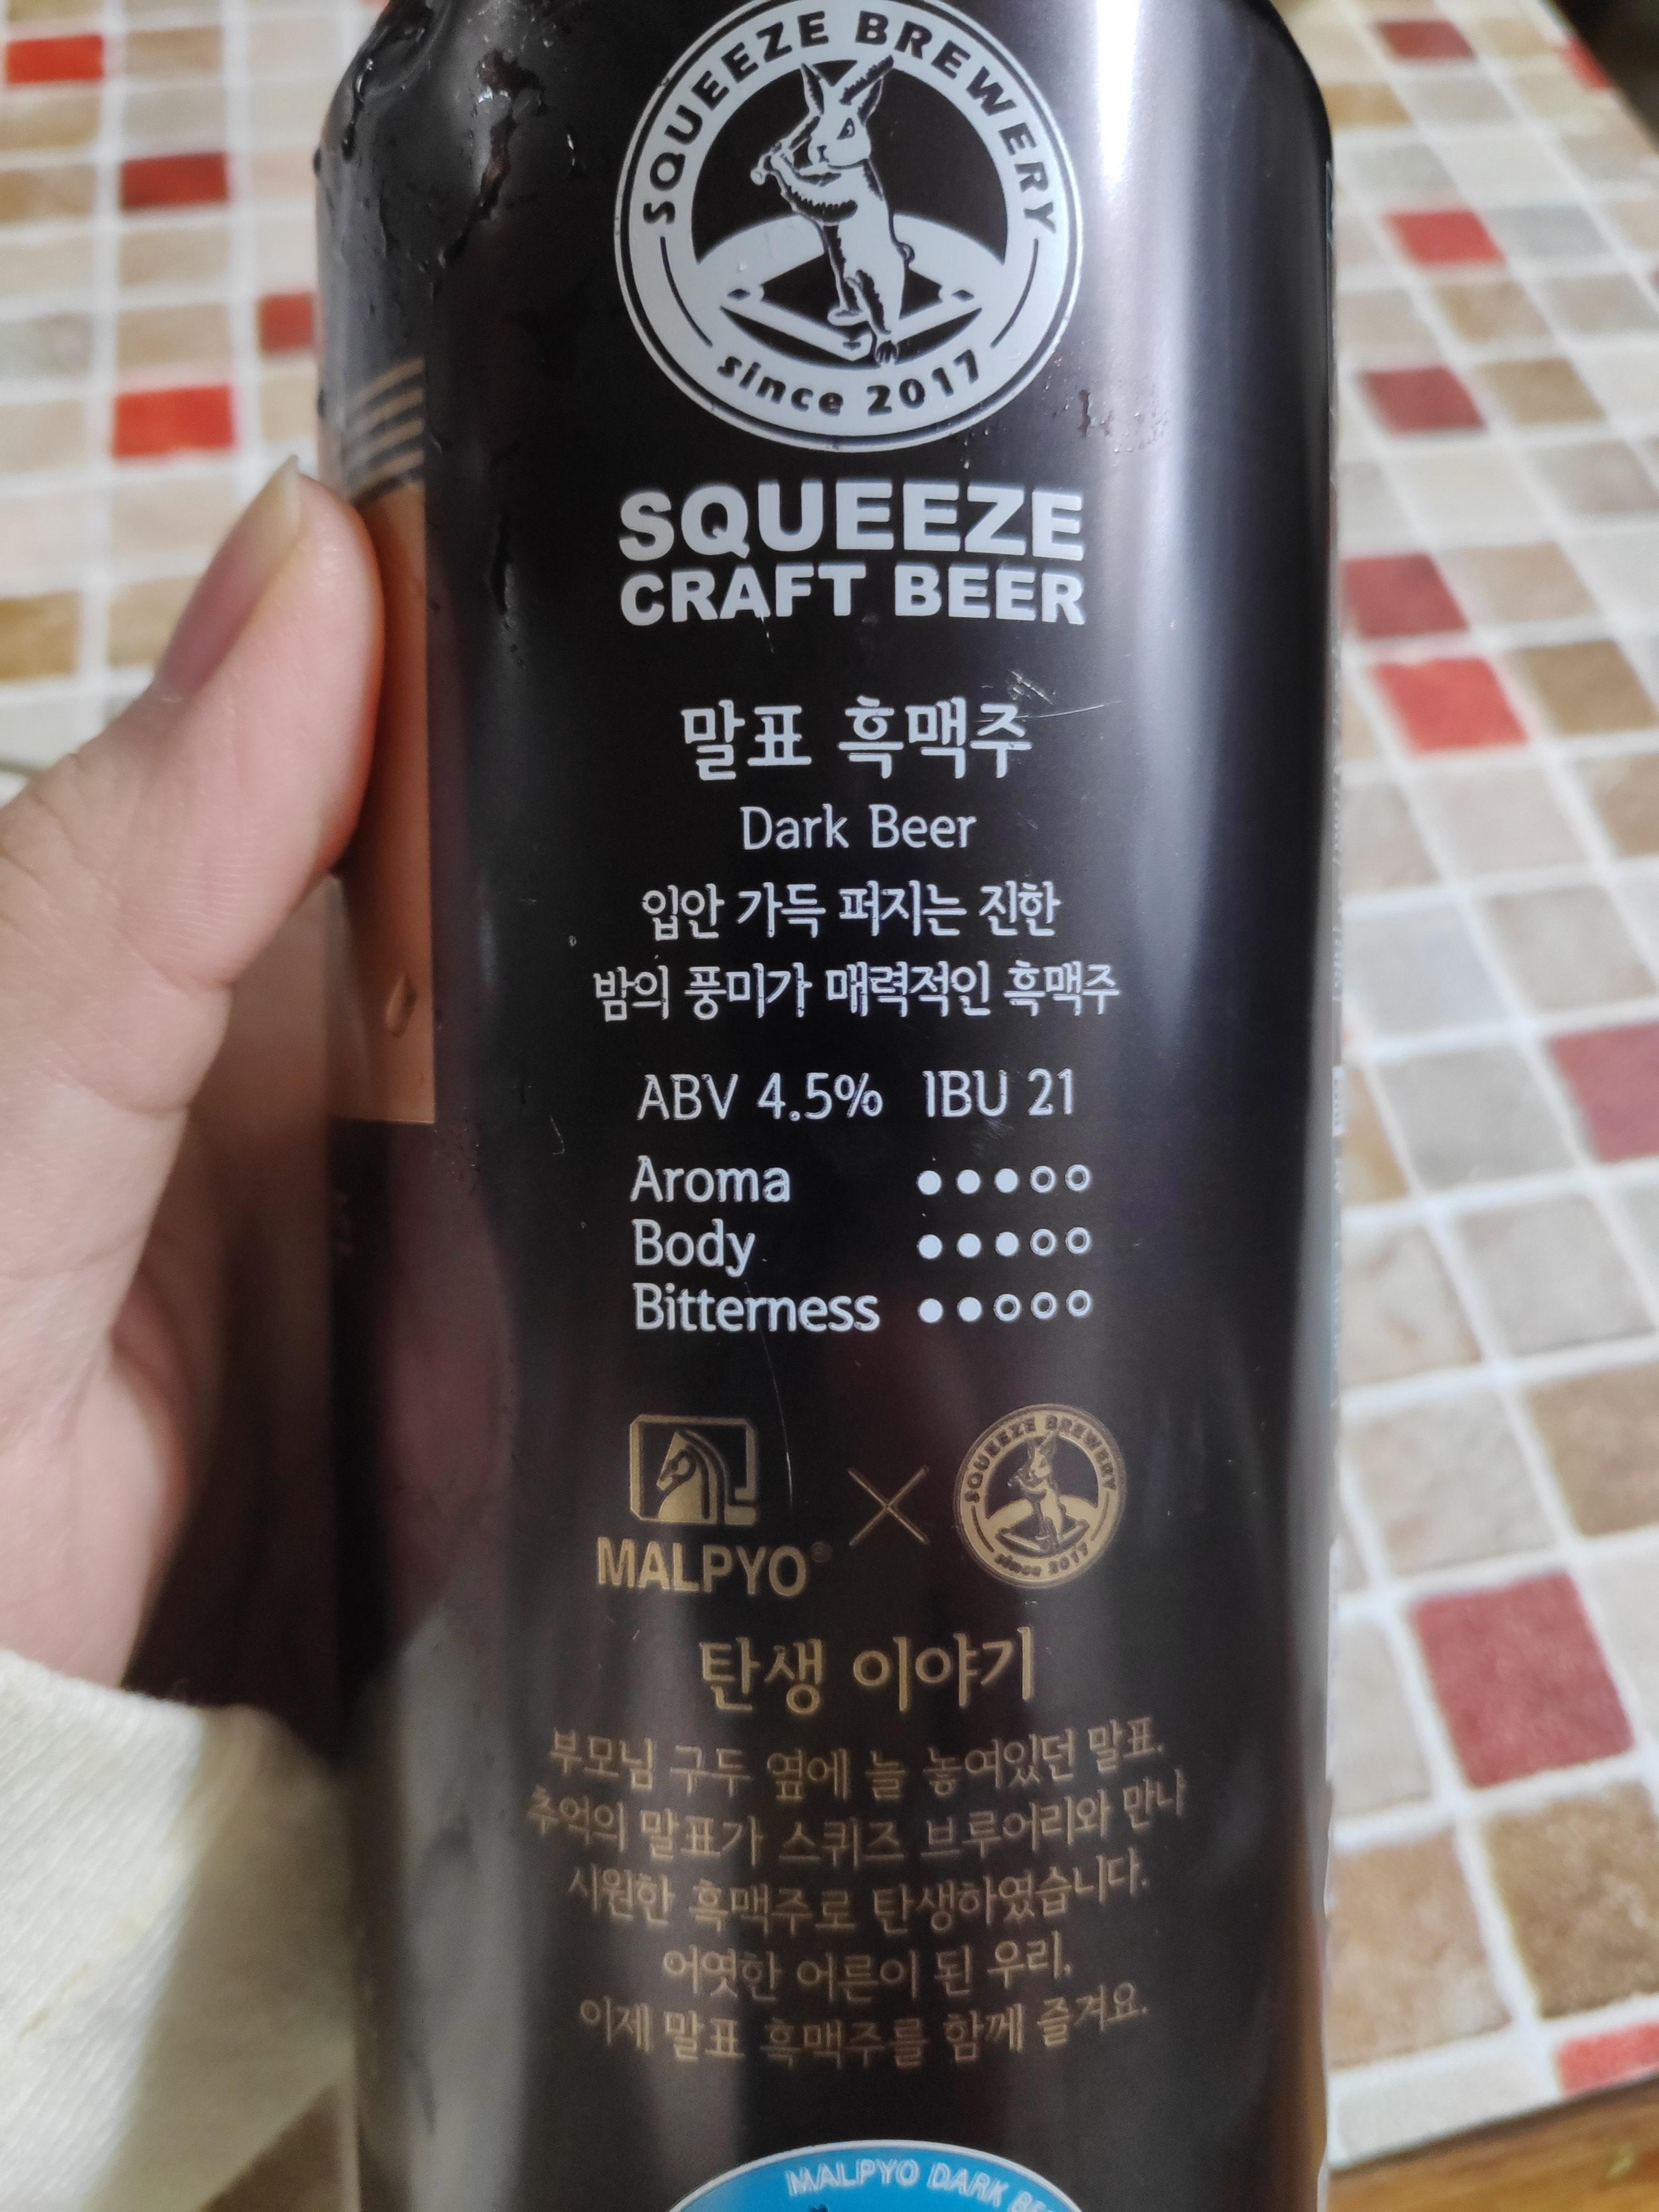 SQUEEZE BREWERY
since 2017
SQUEEZE
CRAFT BEER
말표 흑맥주
Dark Beer
입안 가득 퍼지는 진한
밤의 풍미가 매력적인 흑맥주
ABV 4.5% IBU 21
Aroma ●●●○○
Body ●●●○○
Bitterness ●●○○○
MALPYO®
SQUEEZE BREWERY
since 2017
탄생 이야기
부모님 구두 옆에 늘 놓여있던 말표.
추억의 말표가 스퀴즈 브루어리와 만나
시원한 흑맥주로 탄생하였습니다.
어엿한 어른이 된 우리,
이제 말표 흑맥주를 함께 즐겨요.
MALPYO DARK